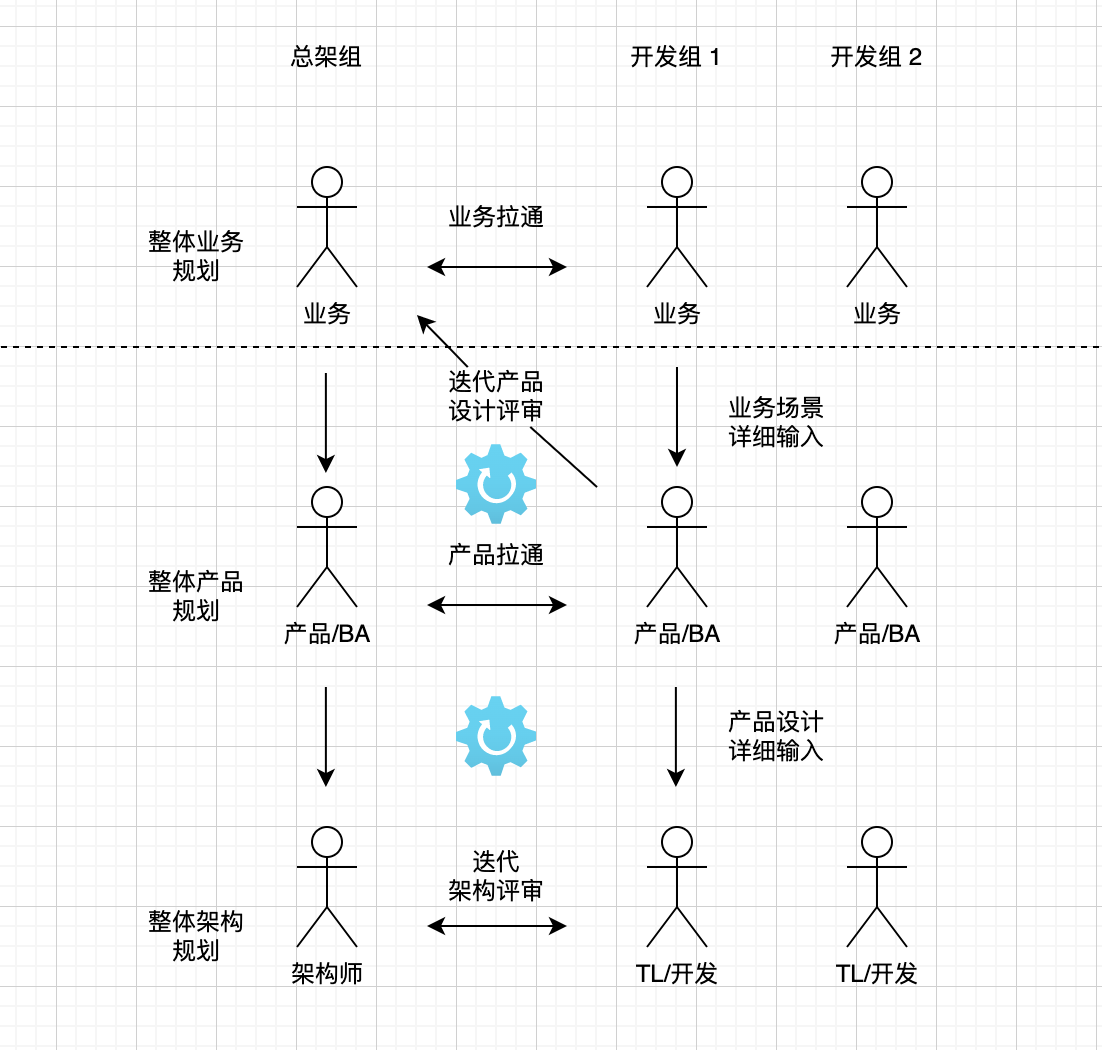 总架组
开发组 1
开发组 2
业务拉通
整体业务
规划
业务
业务
业务
迭代产品
设计评审
业务场景
详细输入
产品拉通
整体产品
规划
产品/BA
产品/BA
产品/BA
产品设计
详细输入
迭代
架构评审
整体架构
规划
架构师
TL/开发
TL/开发